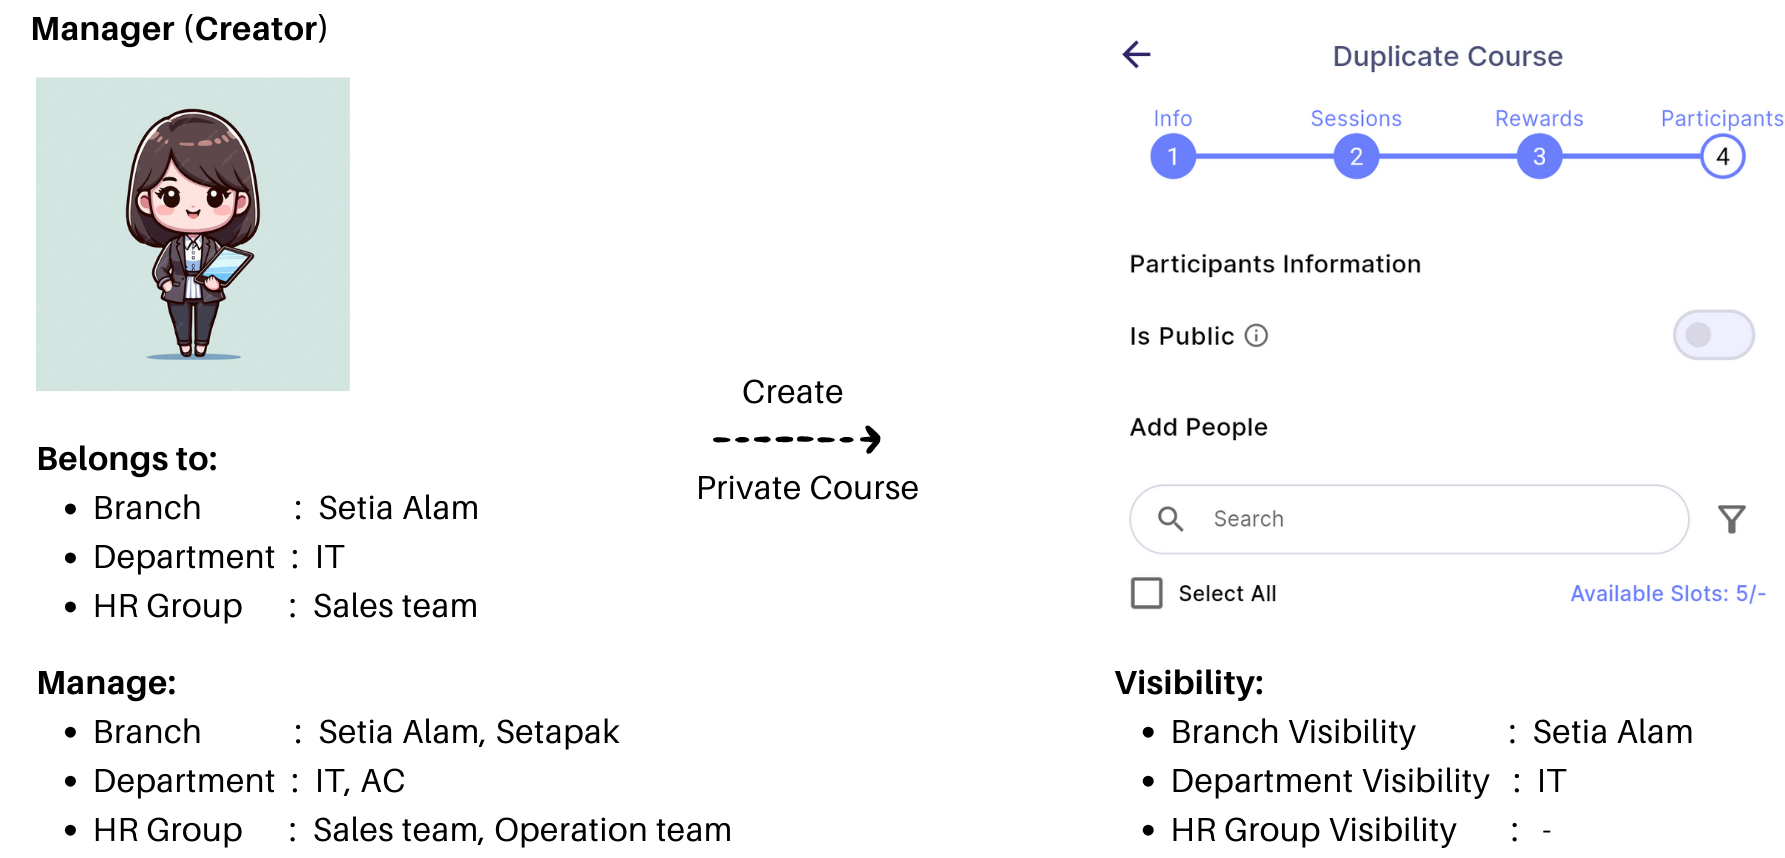 Manager (Creator)
Belongs to:
• Branch : Setia Alam
• Department : IT
• HR Group : Sales team
Manage:
• Branch : Setia Alam, Setapak
• Department : IT, AC
• HR Group : Sales team, Operation team
Create
Private Course
Duplicate Course
Info Sessions Rewards Participants
1 2 3 4
Participants Information
Is Public
Add People
Search
Select All Available Slots: 5/-
Visibility:
• Branch Visibility : Setia Alam
• Department Visibility : IT
• HR Group Visibility : -